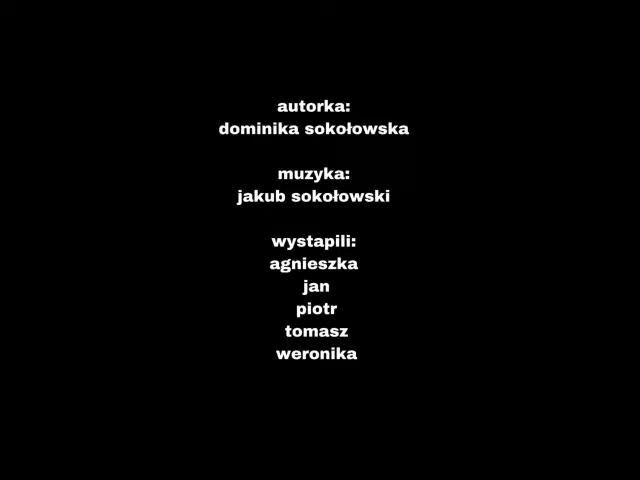 autorka:
dominika sokołowska
muzyka:
jakub sokołowski
wystapili:
agnieszka
jan
piotr
tomasz
weronika